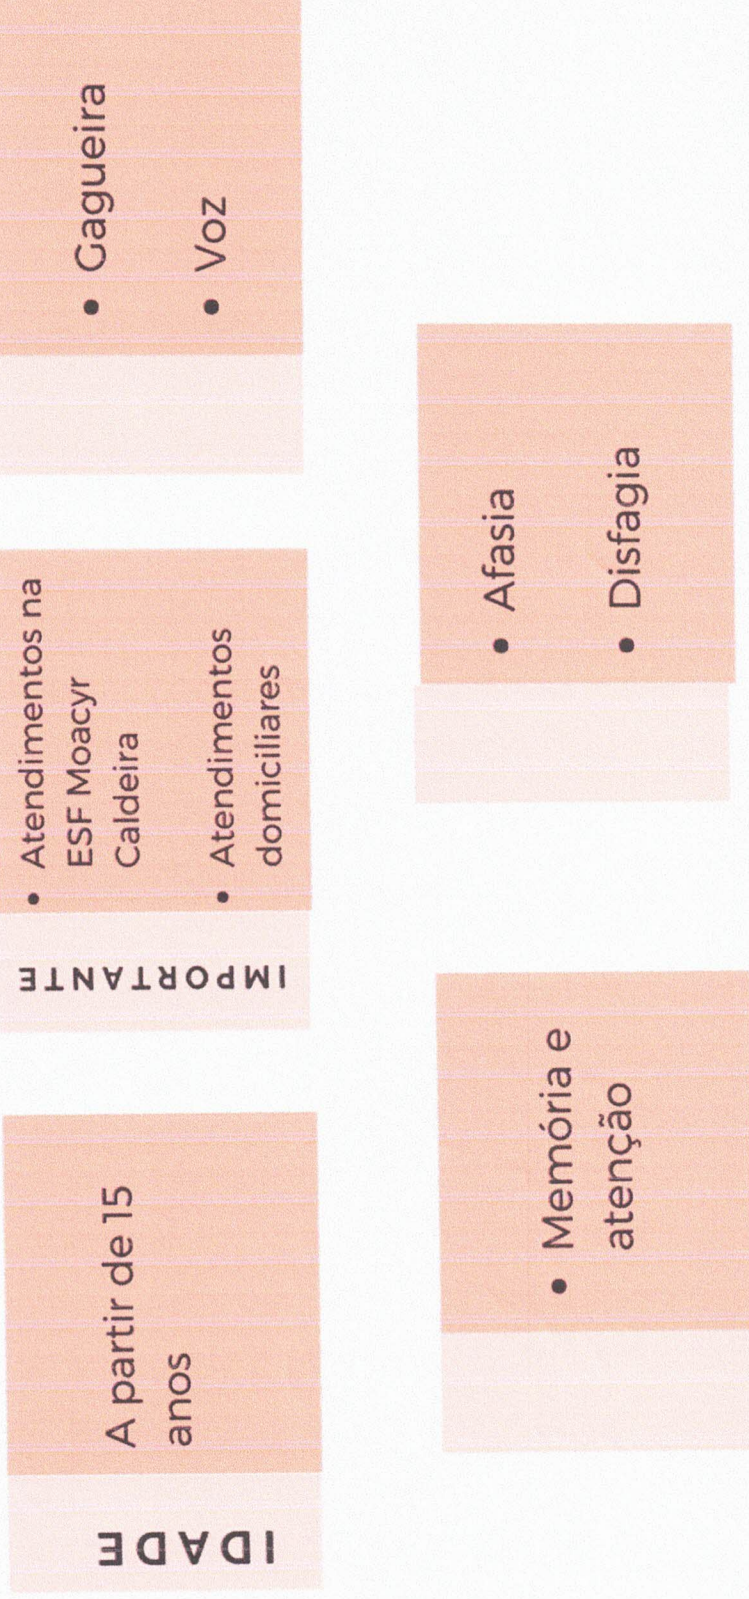 IDADE
A partir de 15
anos
IMPORTANTE
• Atendimentos na
ESF Moacyr
Caldeira
• Atendimentos
domiciliares
• Gagueira
• Voz
• Memória e
atenção
• Afasia
• Disfagia